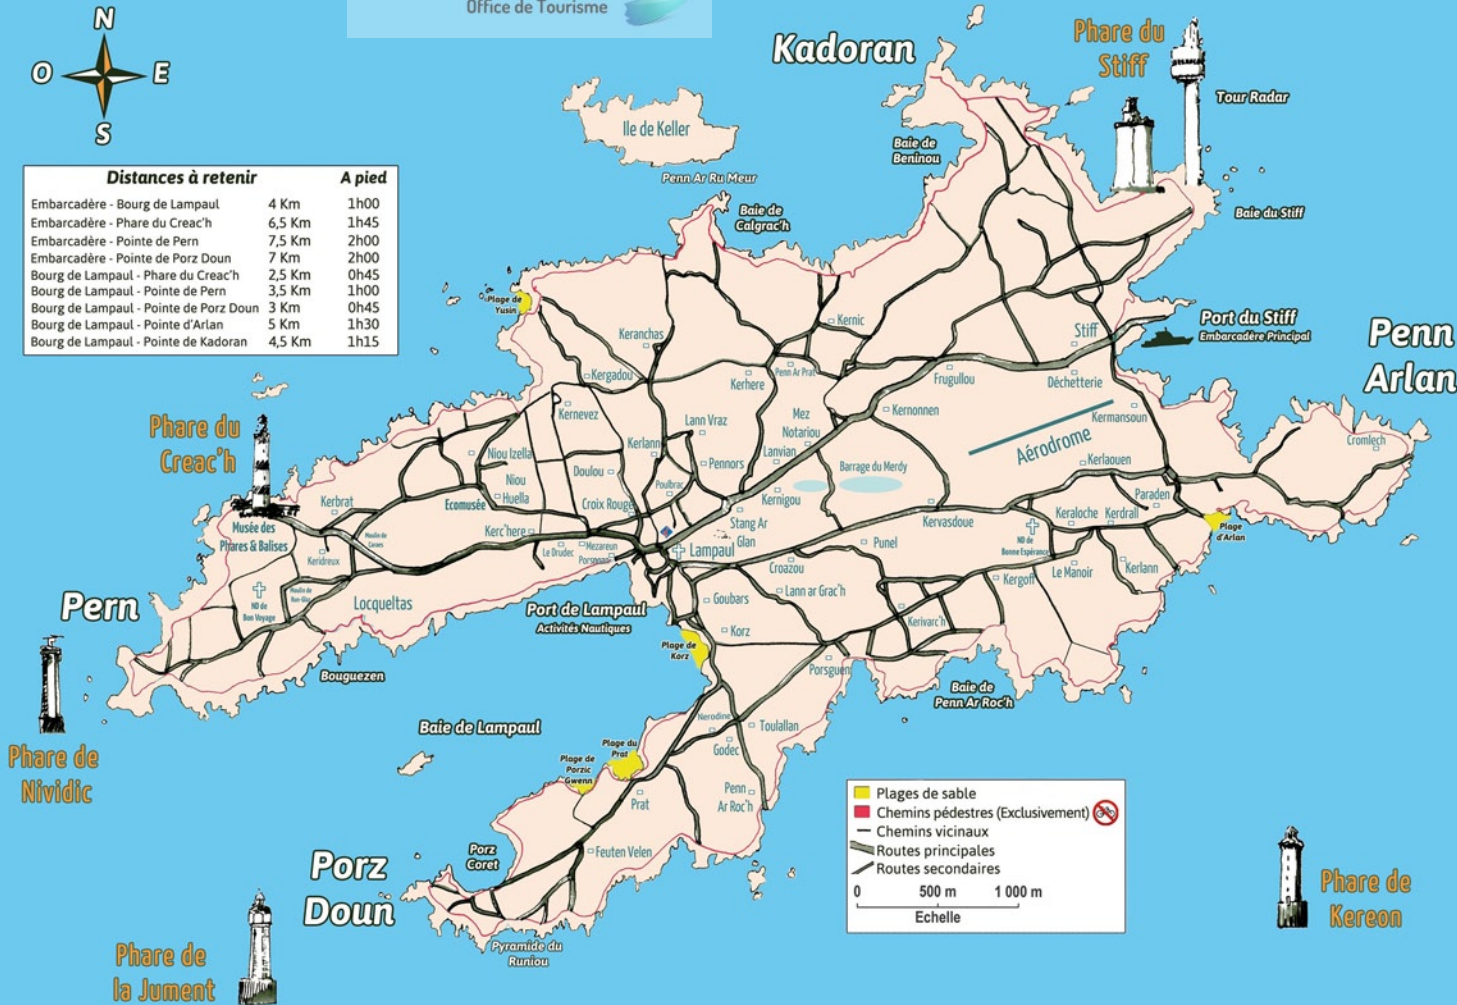 Office de Tourisme
N
O
E
S
Kadoran
Phare du
Stiff
Tour Radar
Ile de Keller
Baie de
Beninou
Penn Ar Ru Meur
Baie de
Calgrac'h
Baie du Stiff
Distances à retenir A pied
Embarcadère - Bourg de Lampaul 4 Km 1h00
Embarcadère - Phare du Creac'h 6,5 Km 1h45
Embarcadère - Pointe de Pern 7,5 Km 2h00
Embarcadère - Pointe de Porz Doun 7 Km 2h00
Bourg de Lampaul - Phare du Creac'h 2,5 Km 0h45
Bourg de Lampaul - Pointe de Pern 3,5 Km 1h00
Bourg de Lampaul - Pointe de Porz Doun 3 Km 0h45
Bourg de Lampaul - Pointe d'Arlan 5 Km 1h30
Bourg de Lampaul - Pointe de Kadoran 4,5 Km 1h15
Plage de
Yusin
Keranchas
Kernic
Stiff
Port du Stiff
Embarcadère Principal
Penn
Arlan
Kergadou
Kerhere
Penn Ar Prat
Frugullou
Déchetterie
Kernevez
Lann Vraz
Mez
Notariou
Kernonnen
Kermansoun
Aérodrome
Cromlech
Phare du
Creac'h
Niou Izella
Kerlann
Lanvian
Pennors
Doulou
Niou
Huella
Poulbrac
Barrage du Merdy
Kerlaouen
Kernigou
Paraden
Kerbrat
Ecomusée
Croix Rouge
Stang Ar
Glan
Kervasdoue
Keraloche
Kerdrall
Plage
d'Arlan
Musée des
Phares & Balises
Moulin de
Caraes
Kerc'here
Le Drudec
Mezareun
Porsnoan
Lampaul
Punel
ND de
Bonne Espérance
Keridreux
Croazou
Le Manoir
Kerlann
Kergoff
ND de
Bon Voyage
Locqueltas
Goubars
Lann ar Grac'h
Kerivarc'h
Pern
Port de Lampaul
Activités Nautiques
Korz
Plage de
Korz
Porsguen
Bouguezen
Baie de
Penn Ar Roc'h
Phare de
Nividic
Baie de Lampaul
Nerodine
Toulallan
Godec
Plage du
Prat
Plage de
Porzic
Gwenn
Prat
Penn
Ar Roc'h
Porz
Coret
Feuten Velen
Porz
Doun
Pyramide du
Runiou
Phare de
la Jument
Plages de sable
Chemins pédestres (Exclusivement)
Chemins vicinaux
Routes principales
Routes secondaires
0 500 m 1 000 m
Echelle
Phare de
Kereon